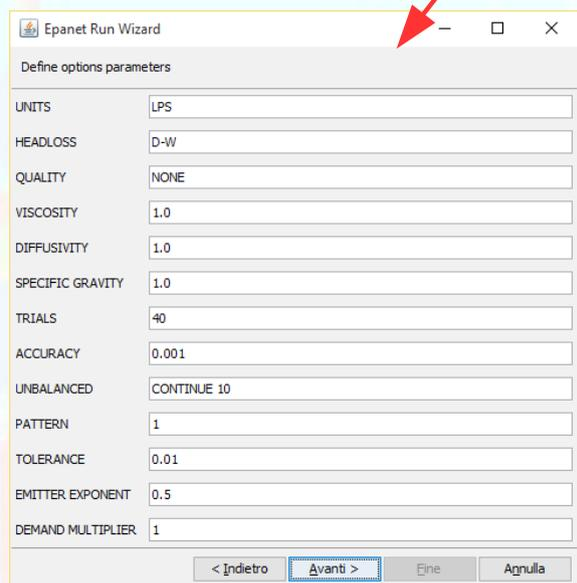 Epanet Run Wizard
Define options parameters
UNITS LPS
HEADLOSS D-W
QUALITY NONE
VISCOSITY 1.0
DIFFUSIVITY 1.0
SPECIFIC GRAVITY 1.0
TRIALS 40
ACCURACY 0.001
UNBALANCED CONTINUE 10
PATTERN 1
TOLERANCE 0.01
EMITTER EXPONENT 0.5
DEMAND MULTIPLIER 1
< Indietro Avanti > Fine Annulla